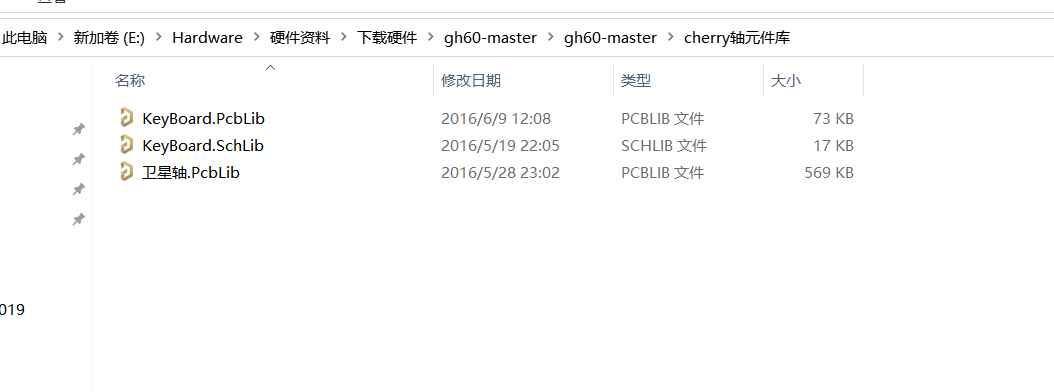 此电脑 > 新加卷 (E:) > Hardware > 硬件资料 > 下载硬件 > gh60-master > gh60-master > cherry轴元件库
名称 修改日期 类型 大小
KeyBoard.PcbLib 2016/6/9 12:08 PCBLIB 文件 73 KB
KeyBoard.SchLib 2016/5/19 22:05 SCHLIB 文件 17 KB
卫星轴.PcbLib 2016/5/28 23:02 PCBLIB 文件 569 KB
019